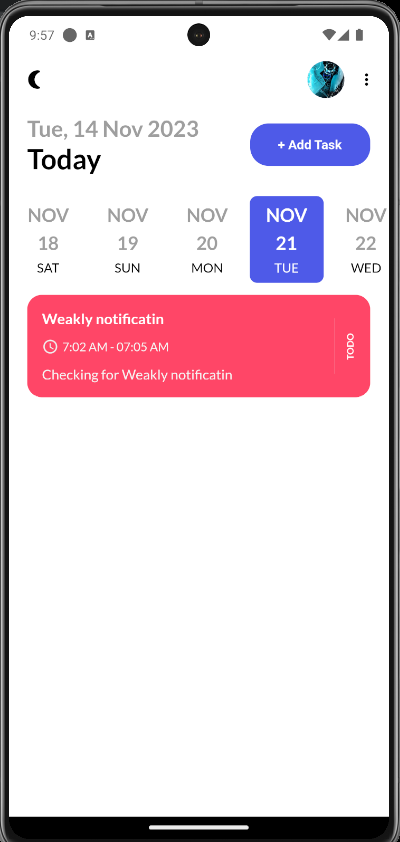 9:57
Tue, 14 Nov 2023
Today
+ Add Task
NOV NOV NOV NOV NOV
18 19 20 21 22
SAT SUN MON TUE WED
Weakly notificatin
7:02 AM - 07:05 AM
Checking for Weakly notificatin
TODO